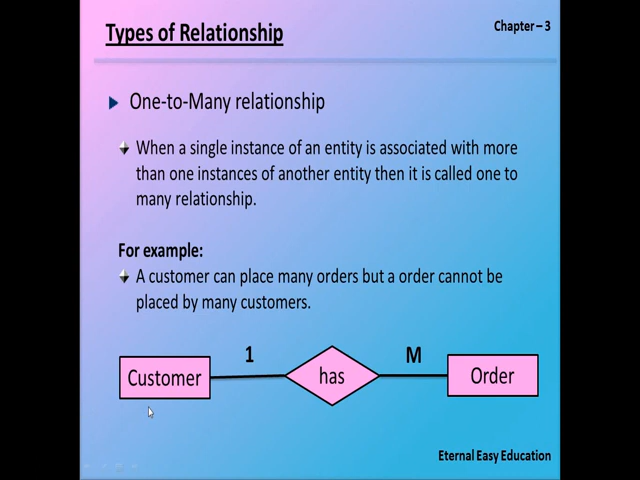 Types of Relationship
Chapter – 3
One-to-Many relationship
When a single instance of an entity is associated with more
than one instances of another entity then it is called one to
many relationship.
For example:
A customer can place many orders but a order cannot be
placed by many customers.
1
M
Customer
has
Order
Eternal Easy Education